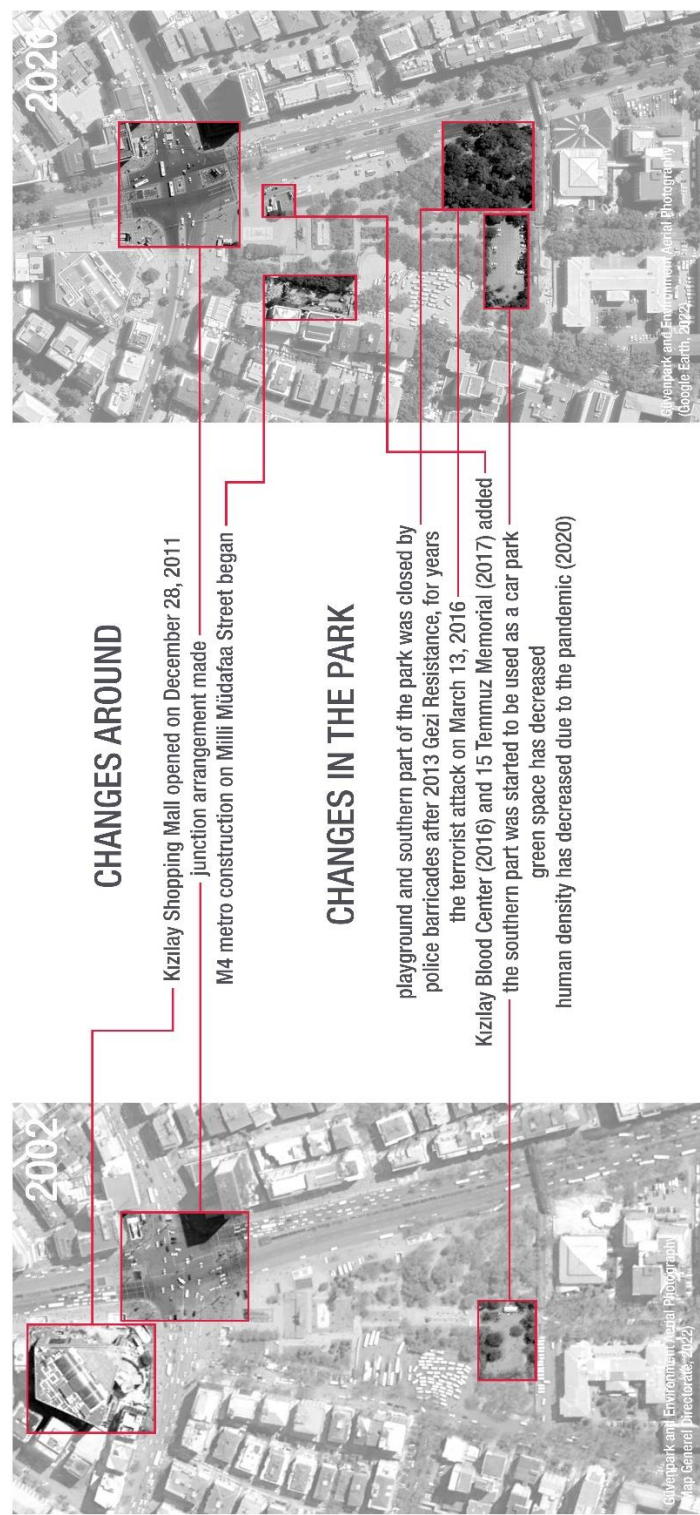 2002
Güvenpark and Environment Aerial Photography
(Map Generel Directorate, 2022)
CHANGES AROUND
Kızılay Shopping Mall opened on December 28, 2011
junction arrangement made
M4 metro construction on Milli Müdafaa Street began
CHANGES IN THE PARK
playground and southern part of the park was closed by
police barricades after 2013 Gezi Resistance, for years
the terrorist attack on March 13, 2016
Kızılay Blood Center (2016) and 15 Temmuz Memorial (2017) added
the southern part was started to be used as a car park
green space has decreased
human density has decreased due to the pandemic (2020)
2020
Güvenpark and Environment Aerial Photography
(Google Earth, 2022)